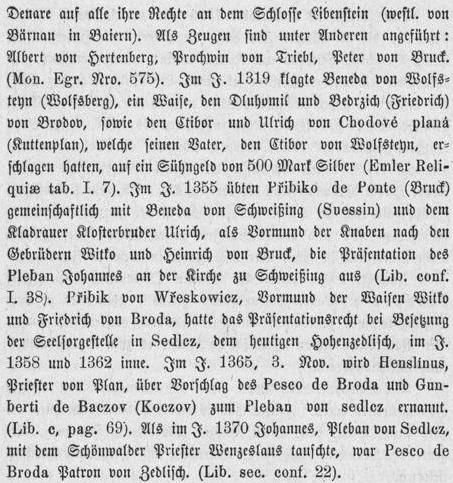 Denare auf alle ihre Rechte an dem Schlosse Libenstein (westl. von
Bärnau in Baiern). Als Zeugen sind unter Anderen angeführt:
Albert von Hertenberg, Prochwin von Triebl, Peter von Bruck.
(Mon. Egr. Nro. 575). Im J. 1319 klagte Beneda von Wolfs-
teyn (Wolfsberg), ein Waise, den Dluhomil und Bedrzich (Friedrich)
von Brodov, sowie den Ctibor und Ulrich von Chodové planá
(Kuttenplan), welche seinen Vater, den Ctibor von Wolfsteyn, er-
schlagen hatten, auf ein Sühngeld von 500 Mark Silber (Emler Reli-
quiæ tab. I. 7). Im J. 1355 übten Přibiko de Ponte (Bruck)
gemeinschaftlich mit Beneda von Schweißing (Svessin) und dem
Kladrauer Klosterbruder Ulrich, als Vormund der Knaben nach den
Gebrüdern Witko und Heinrich von Bruck, die Präsentation des
Pleban Johannes an der Kirche zu Schweißing aus (Lib. conf.
I. 38). Přibik von Wřeskowicz, Vormund der Waisen Witko
und Friedrich von Broda, hatte das Präsentationsrecht bei Besetzung
der Seelsorgestelle in Sedlcz, dem heutigen Hohenzedlisch, im J.
1358 und 1362 inne. Im J. 1365, 3. Nov. wird Henslinus,
Priester von Plan, über Vorschlag des Pesco de Broda und Gun-
berti de Baczov (Koczov) zum Pleban von sedlcz ernannt.
(Lib. c, pag. 69). Als im J. 1370 Johannes, Pleban von Sedlcz,
mit dem Schönwalder Priester Wenzeslaus tauschte, war Pesco de
Broda Patron von Zedlisch. (Lib. sec. conf. 22).